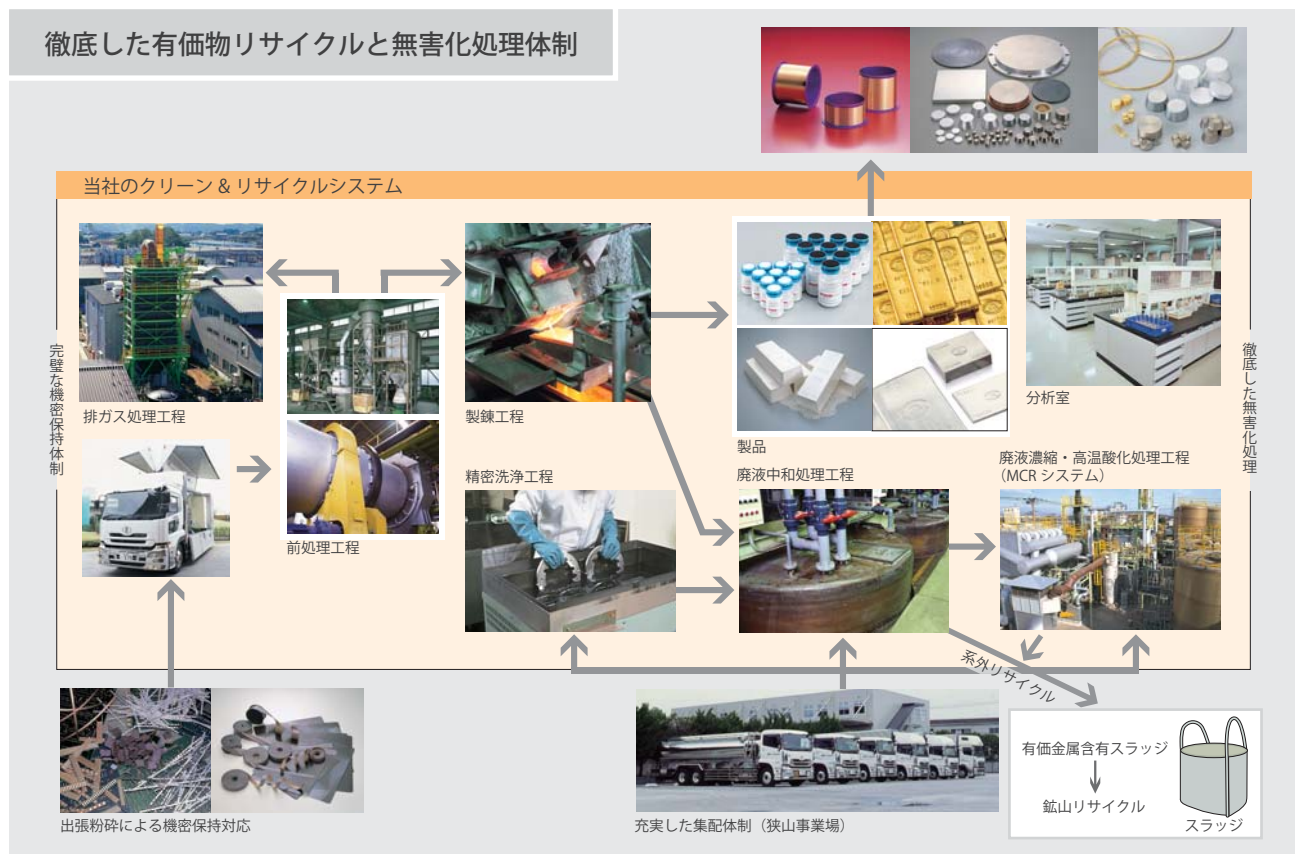 徹底した有価物リサイクルと無害化処理体制
当社のクリーン & リサイクルシステム
完璧な機密保持体制
排ガス処理工程
前処理工程
製錬工程
精密洗浄工程
製品
廃液中和処理工程
分析室
廃液濃縮・高温酸化処理工程
（MCR システム）
徹底した無害化処理
系外リサイクル
出張粉砕による機密保持対応
充実した集配体制（狭山事業場）
有価金属含有スラッジ
鉱山リサイクル
スラッジ